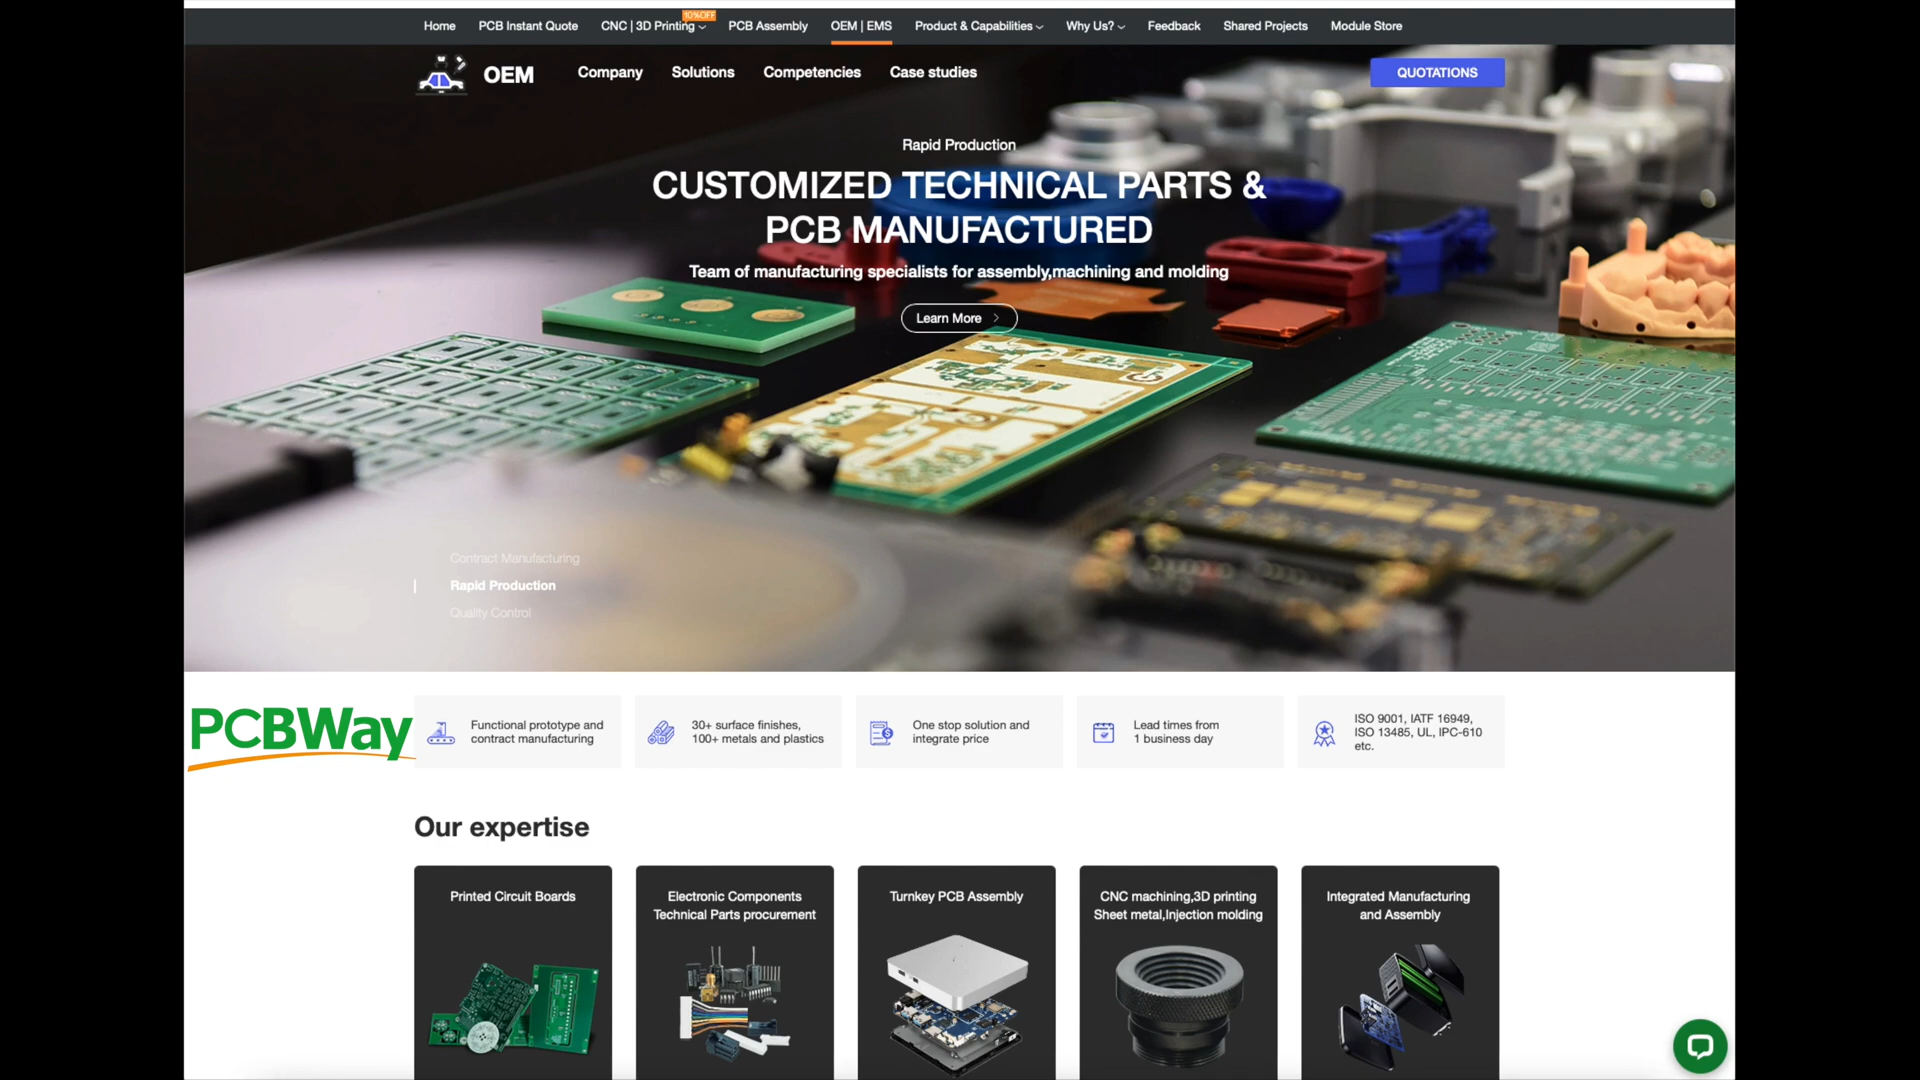 10%OFF
Home PCB Instant Quote CNC | 3D Printing PCB Assembly OEM | EMS Product & Capabilities Why Us? Feedback Shared Projects Module Store
OEM Company Solutions Competencies Case studies QUOTATIONS
Rapid Production
CUSTOMIZED TECHNICAL PARTS &
PCB MANUFACTURED
Team of manufacturing specialists for assembly,machining and molding
Learn More
Contract Manufacturing
Rapid Production
Quality Control
PCBWay
Functional prototype and
contract manufacturing
30+ surface finishes,
100+ metals and plastics
One stop solution and
integrate price
Lead times from
1 business day
ISO 9001, IATF 16949,
ISO 13485, UL, IPC-610
etc.
Our expertise
Printed Circuit Boards
Electronic Components
Technical Parts procurement
Turnkey PCB Assembly
CNC machining,3D printing
Sheet metal,Injection molding
Integrated Manufacturing
and Assembly